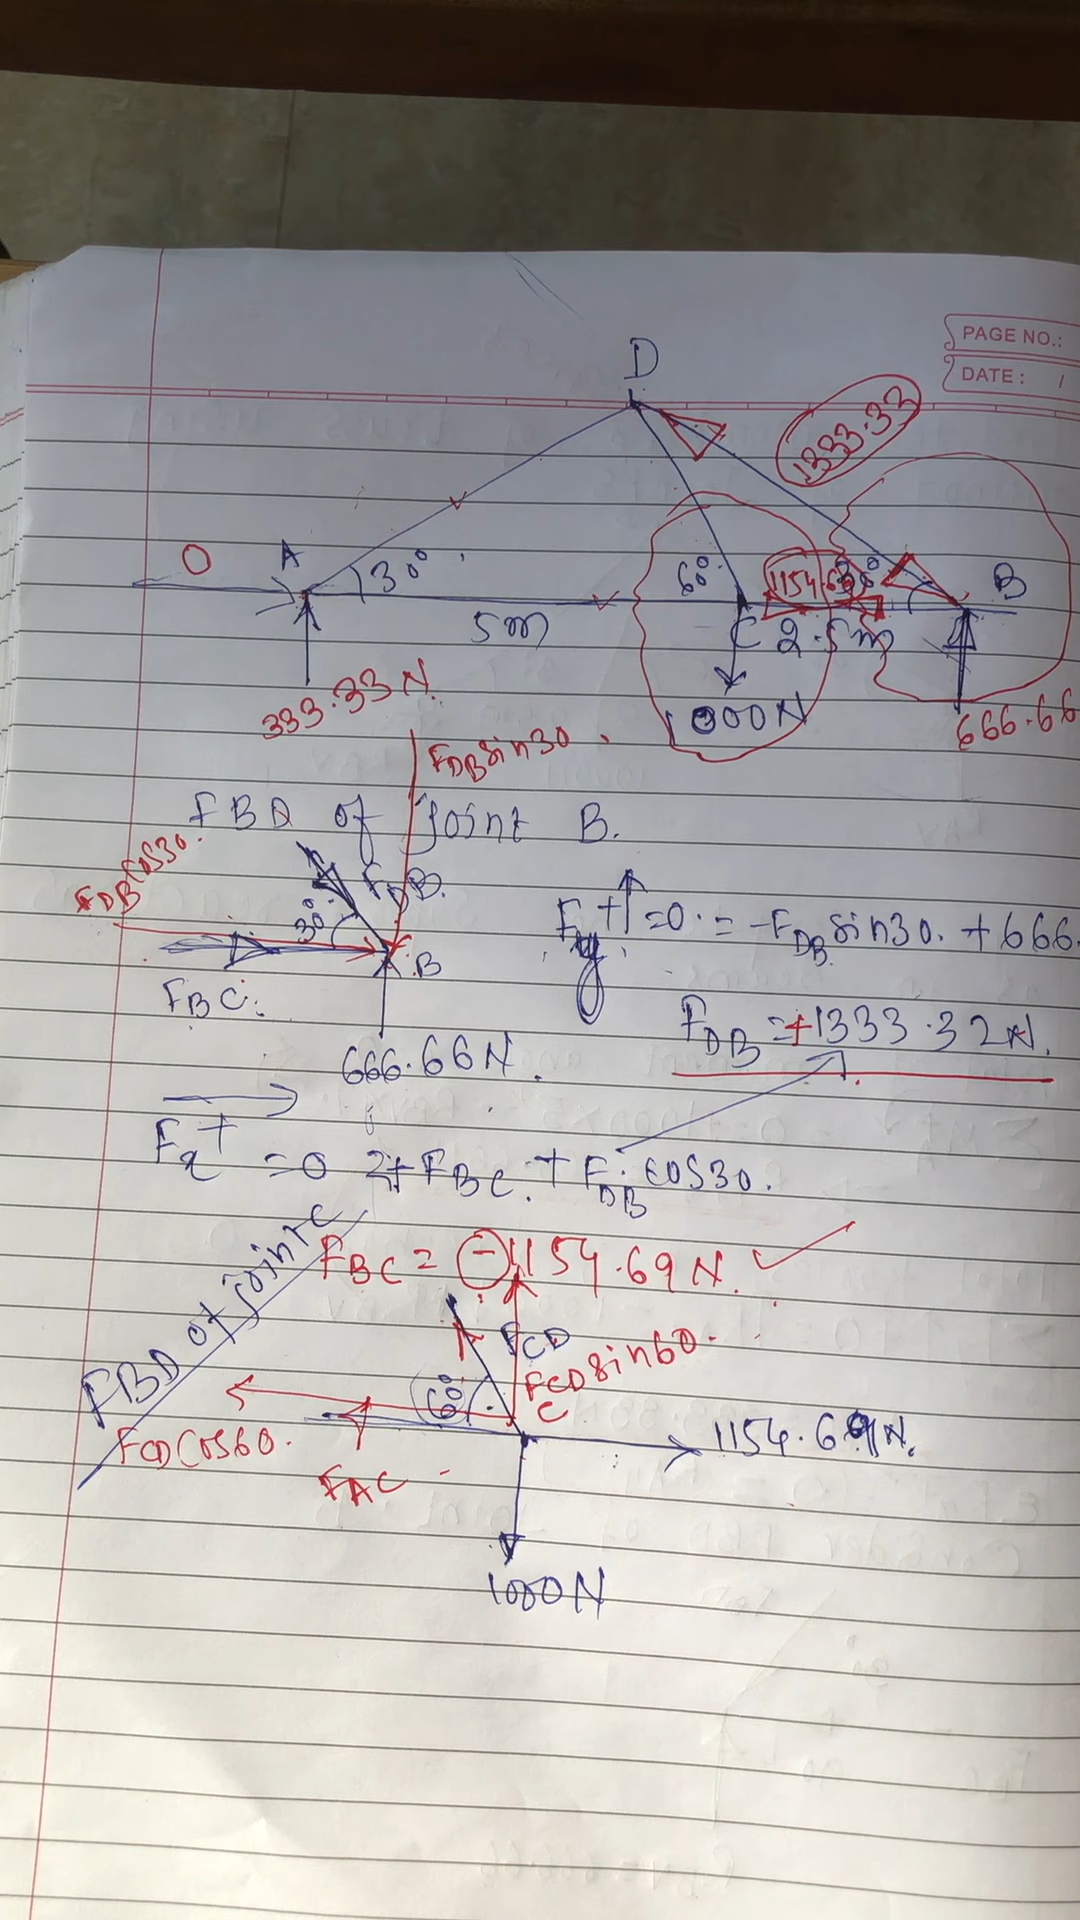 PAGE NO.:
DATE: /
D
1333.33
O
A
30°
60°
1154.69
30°
B
5m
C 2.5m
333.33 N.
1000N
666.66
FDB sin30.
FBD of Joint B.
FDB cos30.
FDB.
30°
B
FBC.
Fy+↑ =0. = -FDB sin30. + 666.
FDB = +1333.32N.
666.66N.
Fx+ =0 = + FBC. + FDB. cos30.
FBC = -1154.69 N. ✓
FBD of Joint C
FCD
FCD sin60.
60°
C
FCD cos60.
1154.69N.
FAC
1000N